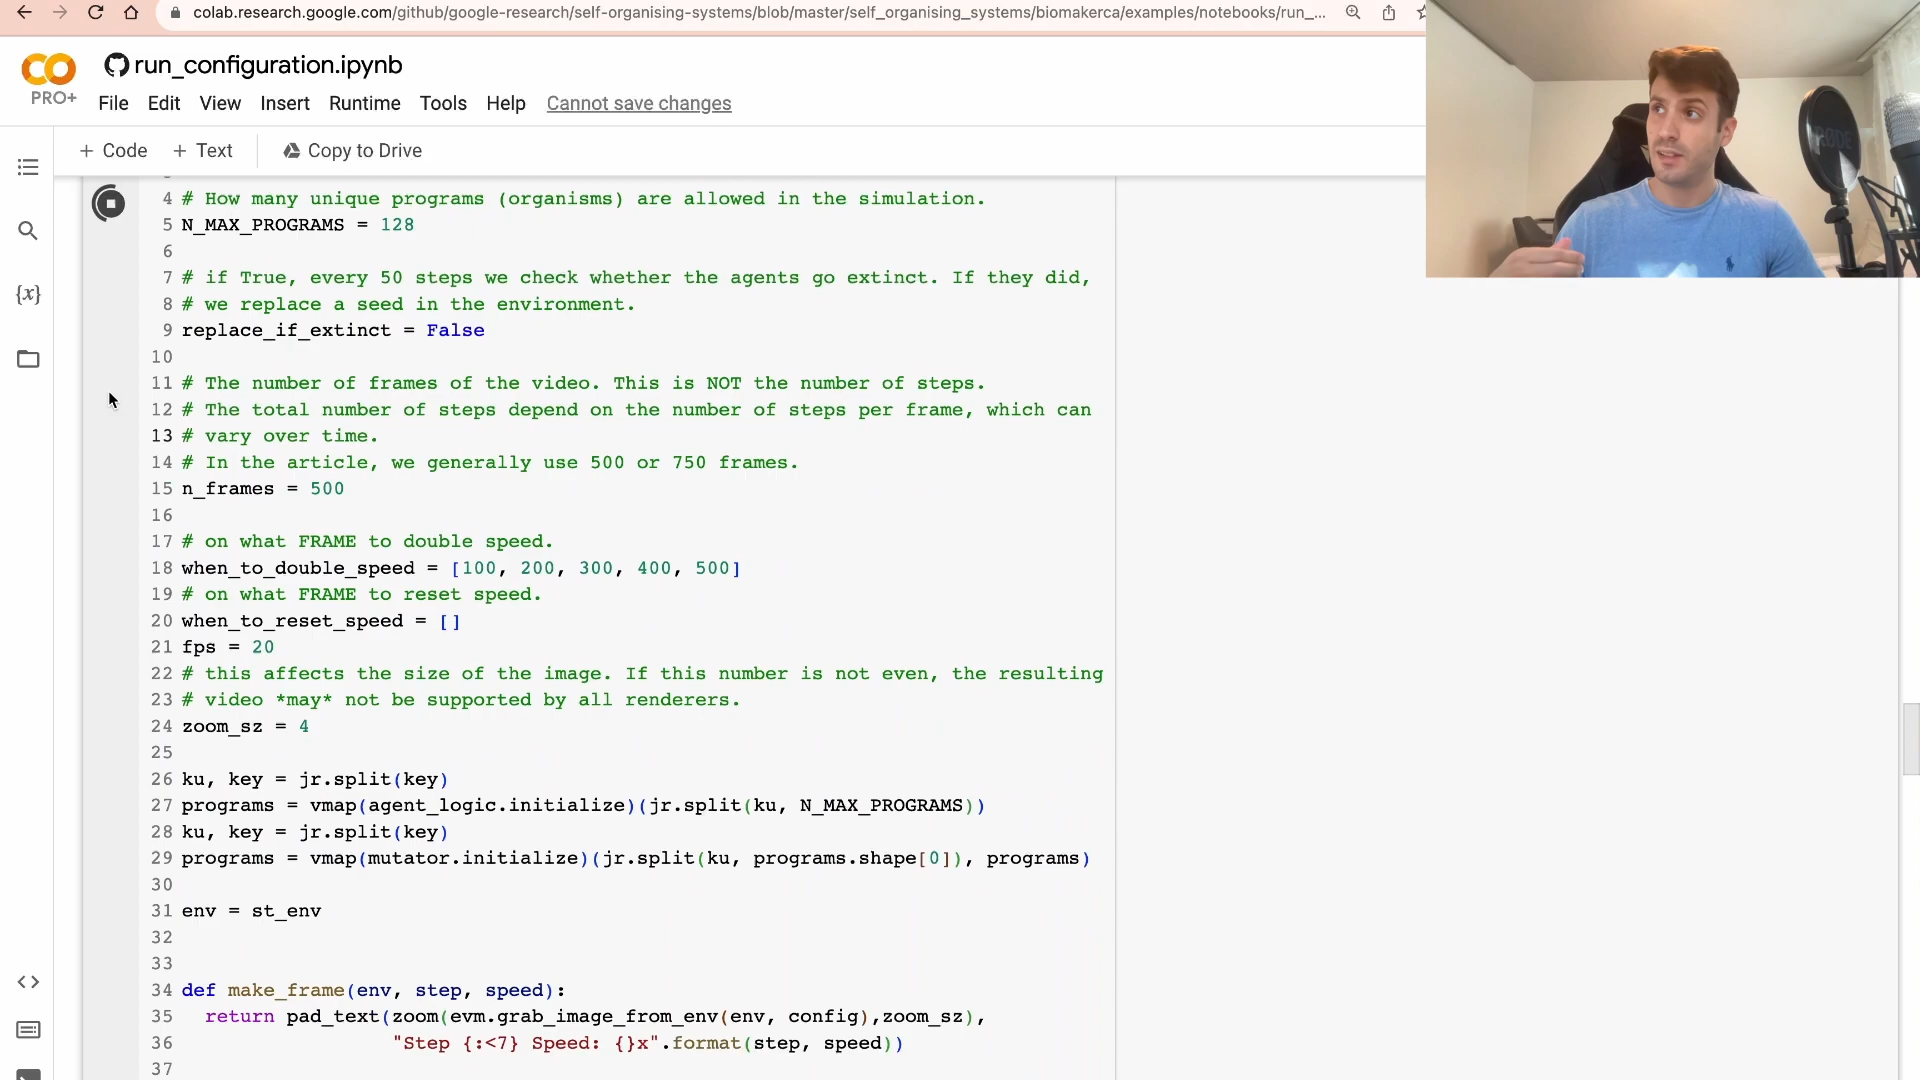 colab.research.google.com/github/google-research/self-organising-systems/blob/master/self_organising_systems/biomakerca/examples/notebooks/run_...
PRO+
run_configuration.ipynb
File Edit View Insert Runtime Tools Help Cannot save changes
+ Code + Text Copy to Drive
{x}
4 # How many unique programs (organisms) are allowed in the simulation.
5 N_MAX_PROGRAMS = 128
6
7 # if True, every 50 steps we check whether the agents go extinct. If they did,
8 # we replace a seed in the environment.
9 replace_if_extinct = False
10
11 # The number of frames of the video. This is NOT the number of steps.
12 # The total number of steps depend on the number of steps per frame, which can
13 # vary over time.
14 # In the article, we generally use 500 or 750 frames.
15 n_frames = 500
16
17 # on what FRAME to double speed.
18 when_to_double_speed = [100, 200, 300, 400, 500]
19 # on what FRAME to reset speed.
20 when_to_reset_speed = []
21 fps = 20
22 # this affects the size of the image. If this number is not even, the resulting
23 # video *may* not be supported by all renderers.
24 zoom_sz = 4
25
26 ku, key = jr.split(key)
27 programs = vmap(agent_logic.initialize)(jr.split(ku, N_MAX_PROGRAMS))
28 ku, key = jr.split(key)
29 programs = vmap(mutator.initialize)(jr.split(ku, programs.shape[0]), programs)
30
31 env = st_env
32
33
34 def make_frame(env, step, speed):
35 return pad_text(zoom(evm.grab_image_from_env(env, config),zoom_sz),
36 "Step {:<7} Speed: {}x".format(step, speed))
37
RODE